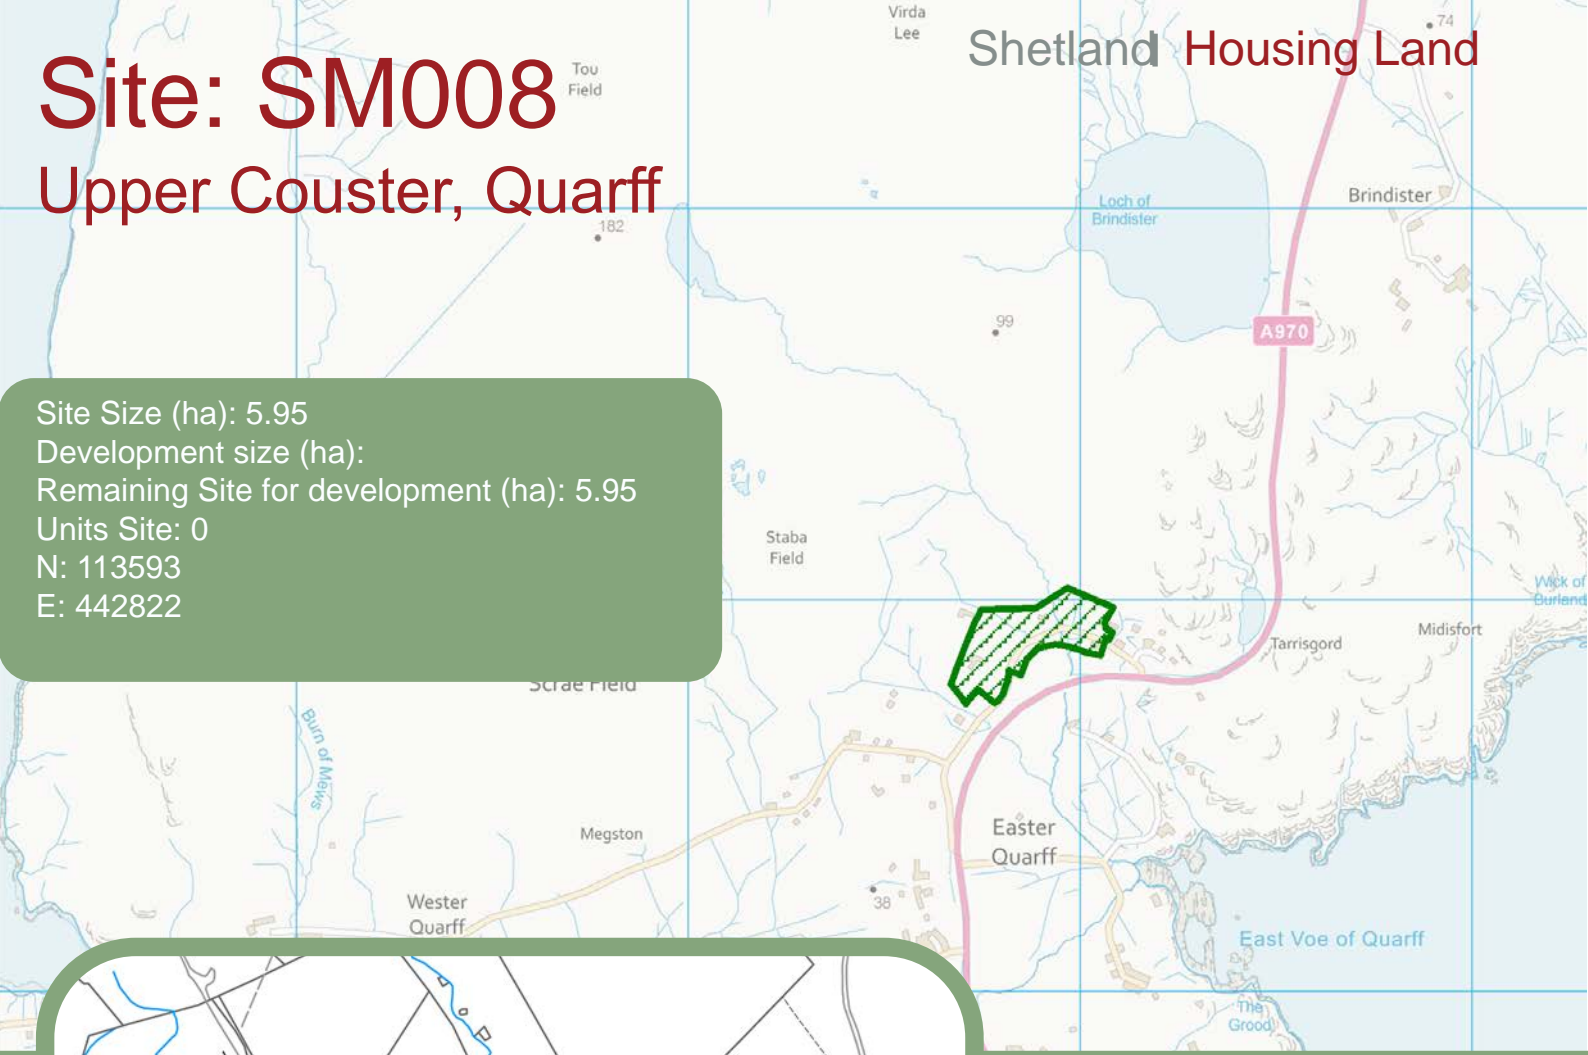 Virda
Lee
74
Shetland Housing Land
Site: SM008
Tou
Field
Upper Couster, Quarff
Brindister
Loch of
Brindister
182
99
A970
Site Size (ha): 5.95
Development size (ha):
Remaining Site for development (ha): 5.95
Units Site: 0
N: 113593
E: 442822
Staba
Field
Wick of
Burland
Midisfort
Tarrisgord
Scrae Field
Burn of Mews
Megston
Easter
Quarff
38
Wester
Quarff
East Voe of Quarff
The
Grood